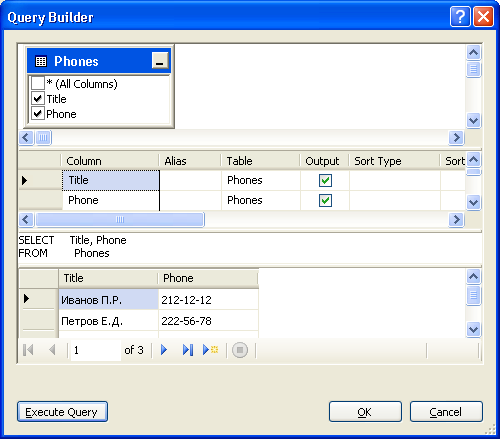 Query Builder
Phones
* (All Columns)
Title
Phone
Column Alias Table Output Sort Type Sort
Title Phones
Phone Phones
SELECT Title, Phone
FROM Phones
Title Phone
Иванов П.Р. 212-12-12
Петров Е.Д. 222-56-78
1 of 3
Execute Query OK Cancel